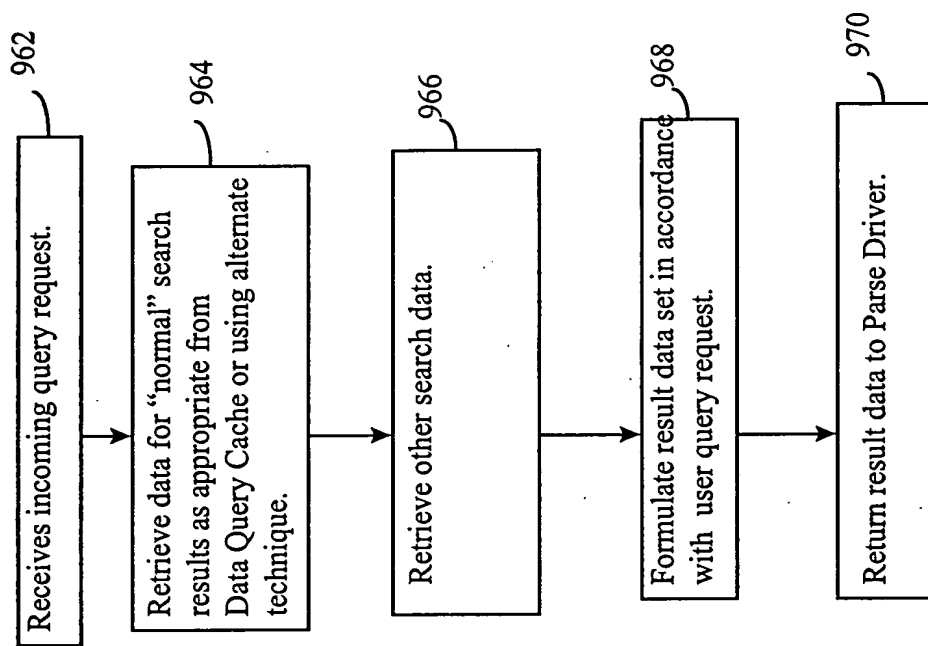 962
Receives incoming query request.
964
Retrieve data for “normal” search
results as appropriate from
Data Query Cache or using alternate
technique.
966
Retrieve other search data.
968
Formulate result data set in accordance
with user query request.
970
Return result data to Parse Driver.